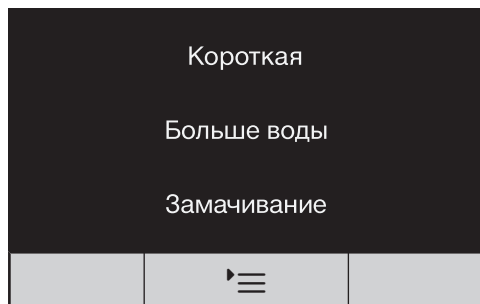 Короткая
Больше воды
Замачивание